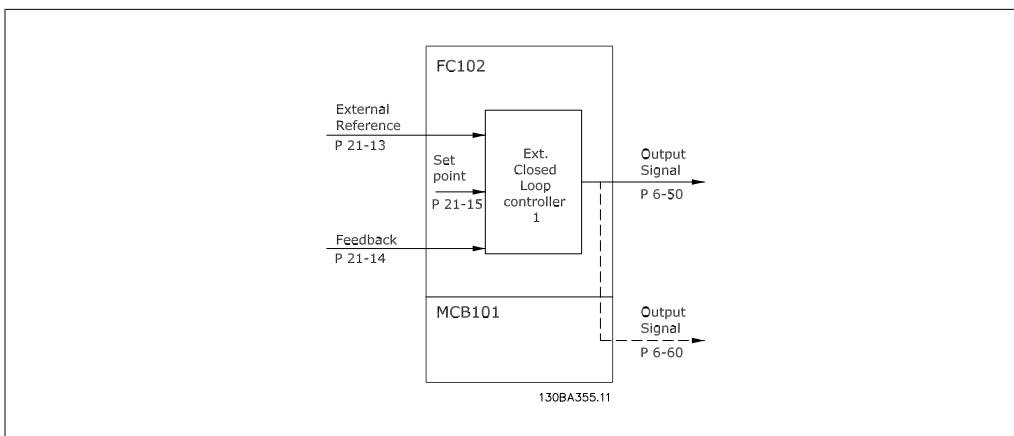 FC102
External
Reference
P 21-13
Set
point
P 21-15
Feedback
P 21-14
Ext.
Closed
Loop
controller
1
Output
Signal
P 6-50
MCB101
Output
Signal
P 6-60
130BA355.11